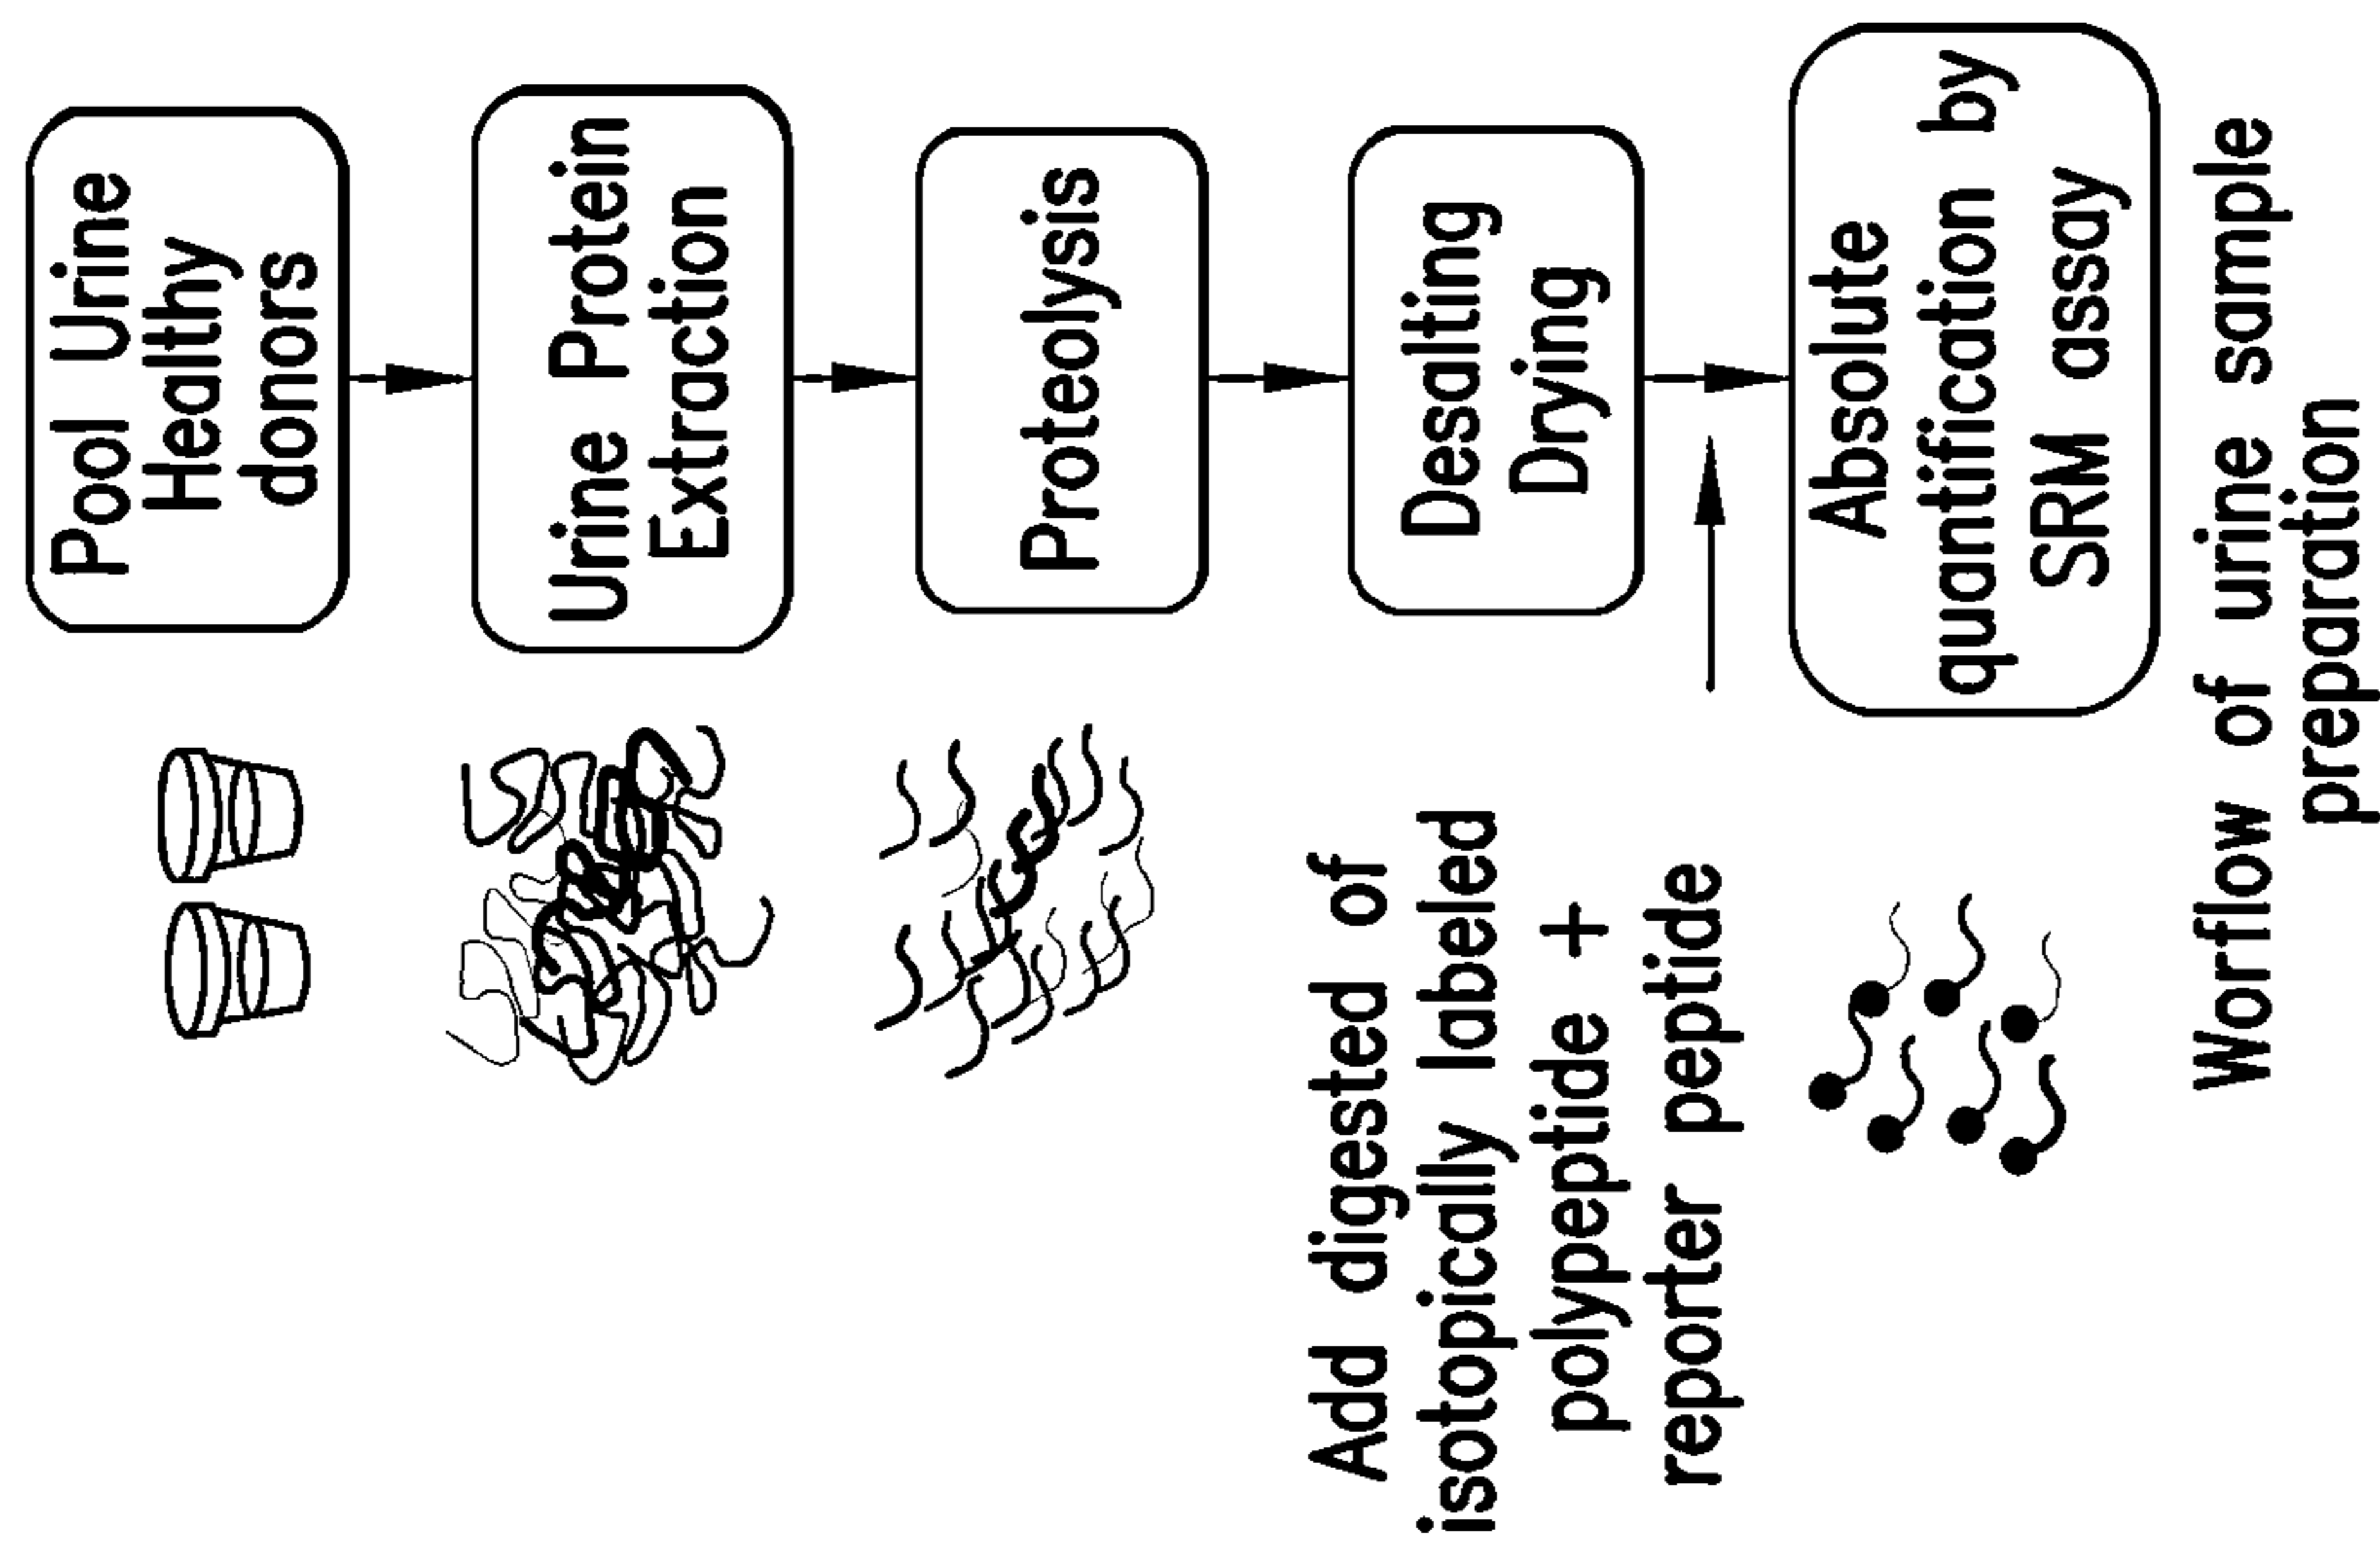 Pool Urine
Healthy
donors
Urine Protein
Extraction
Proteolysis
Desalting
Drying
Add digested of
isotopically labeled
polypeptide +
reporter peptide
Absolute
quantification by
SRM assay
Worflow of urine sample
preparation